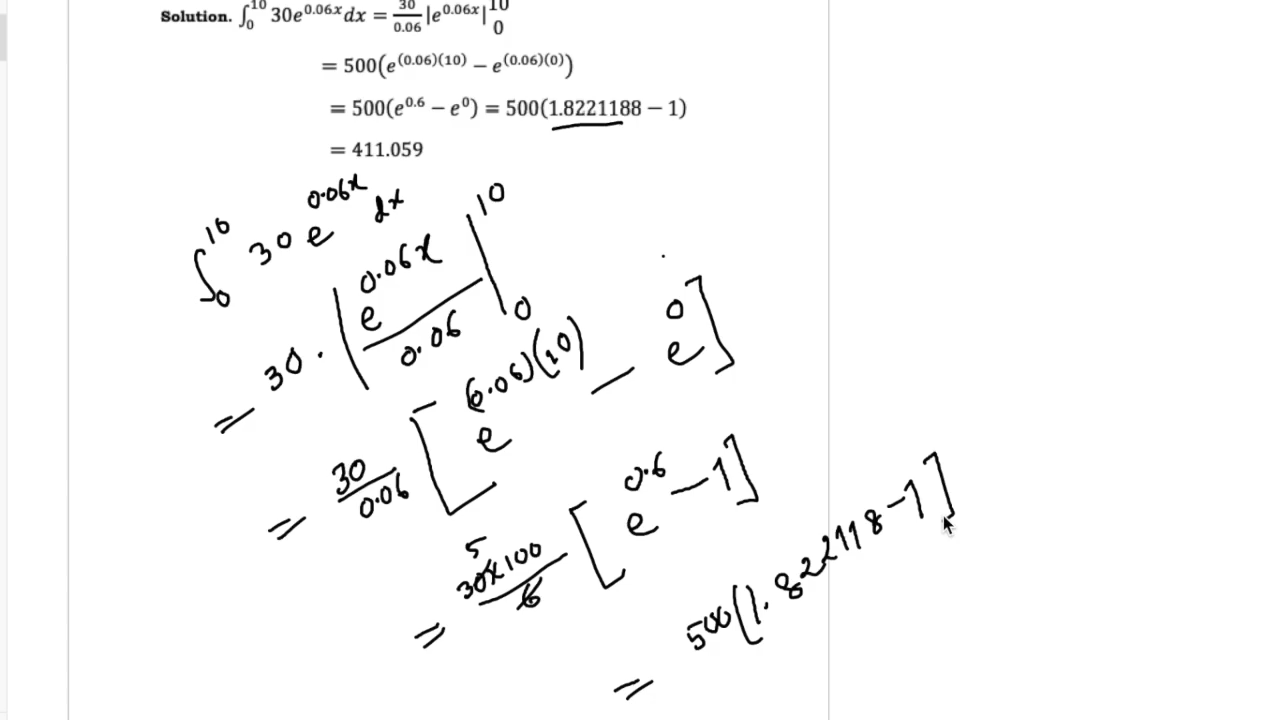 Solution. ∫₀¹⁰ 30e^{0.06x}dx = 30/0.06 |e^{0.06x}|₀¹⁰
= 500(e^{(0.06)(10)} − e^{(0.06)(0)})
= 500(e^{0.6} − e^{0}) = 500(1.8221188 − 1)
= 411.059
∫₀¹⁰ 30 e^{0.06x} dx
= 30 · |e^{0.06x}/0.06|₀¹⁰
= 30/0.06 [e^{(0.06)(10)} − e^{0}]
= 5 30×100/6 [e^{0.6} − 1]
= 500(1.822118 − 1]